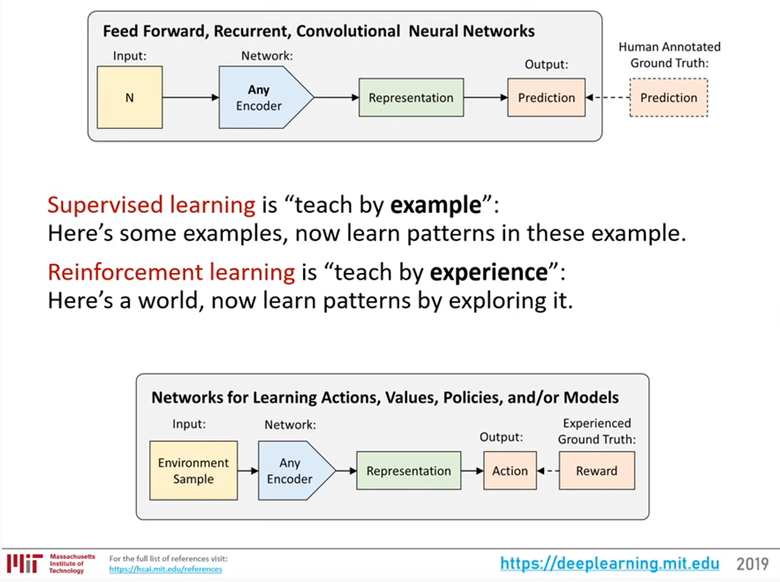 Feed Forward, Recurrent, Convolutional Neural Networks
Input:
Network:
Output:
Human Annotated
Ground Truth:
N
Any
Encoder
Representation
Prediction
Prediction
Supervised learning is “teach by example”:
Here’s some examples, now learn patterns in these example.
Reinforcement learning is “teach by experience”:
Here’s a world, now learn patterns by exploring it.
Networks for Learning Actions, Values, Policies, and/or Models
Input:
Network:
Output:
Experienced
Ground Truth:
Environment
Sample
Any
Encoder
Representation
Action
Reward
MIT
Massachusetts
Institute of
Technology
For the full list of references visit:
https://hcai.mit.edu/references
https://deeplearning.mit.edu 2019